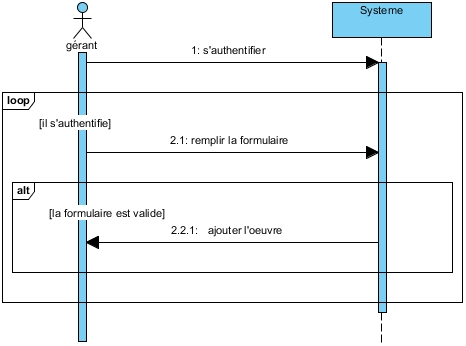 Systeme
gérant
1: s'authentifier
loop
[il s'authentifie]
2.1: remplir la formulaire
alt
[la formulaire est valide]
2.2.1: ajouter l'oeuvre